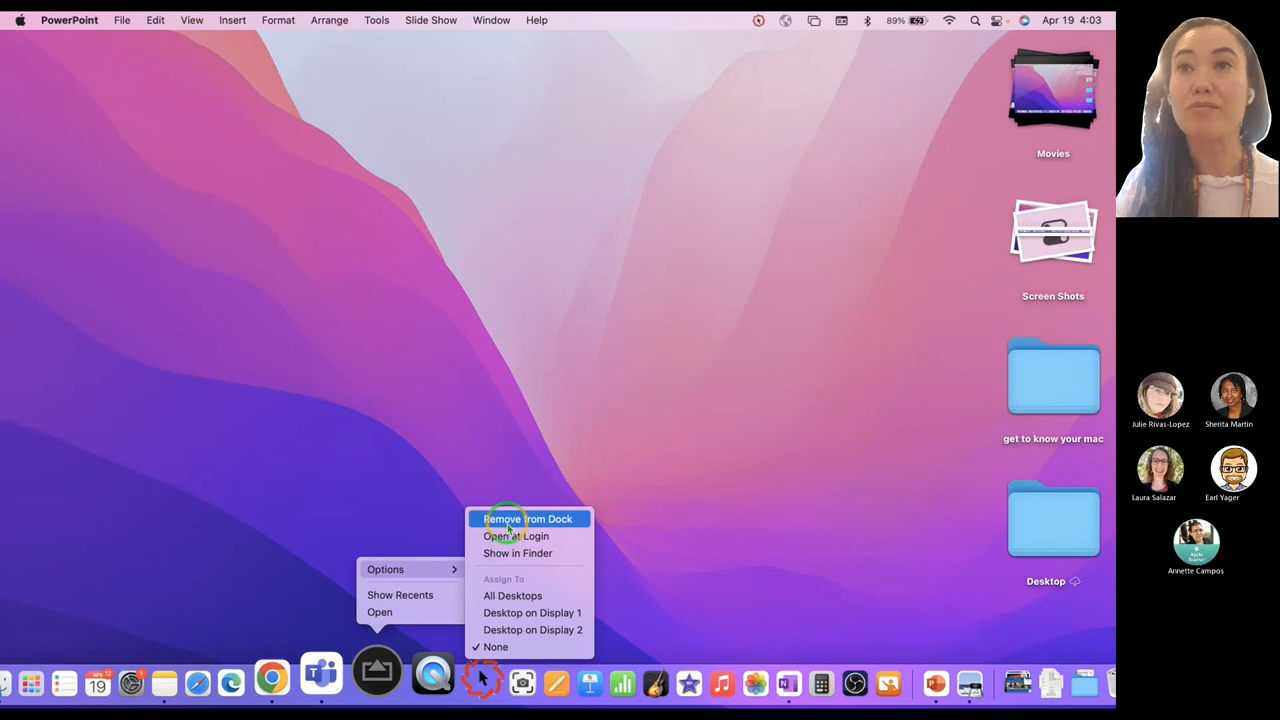 PowerPoint File Edit View Insert Format Arrange Tools Slide Show Window Help 89% Apr 19 4:03
Movies
Screen Shots
get to know your mac
Desktop
Remove from Dock
Open at Login
Show in Finder
Assign To
All Desktops
Desktop on Display 1
Desktop on Display 2
✓ None
Options
Show Recents
Open
19
Julie Rivas-Lopez
Sherita Martin
Laura Salazar
Earl Yager
Apple
Teacher
Annette Campos